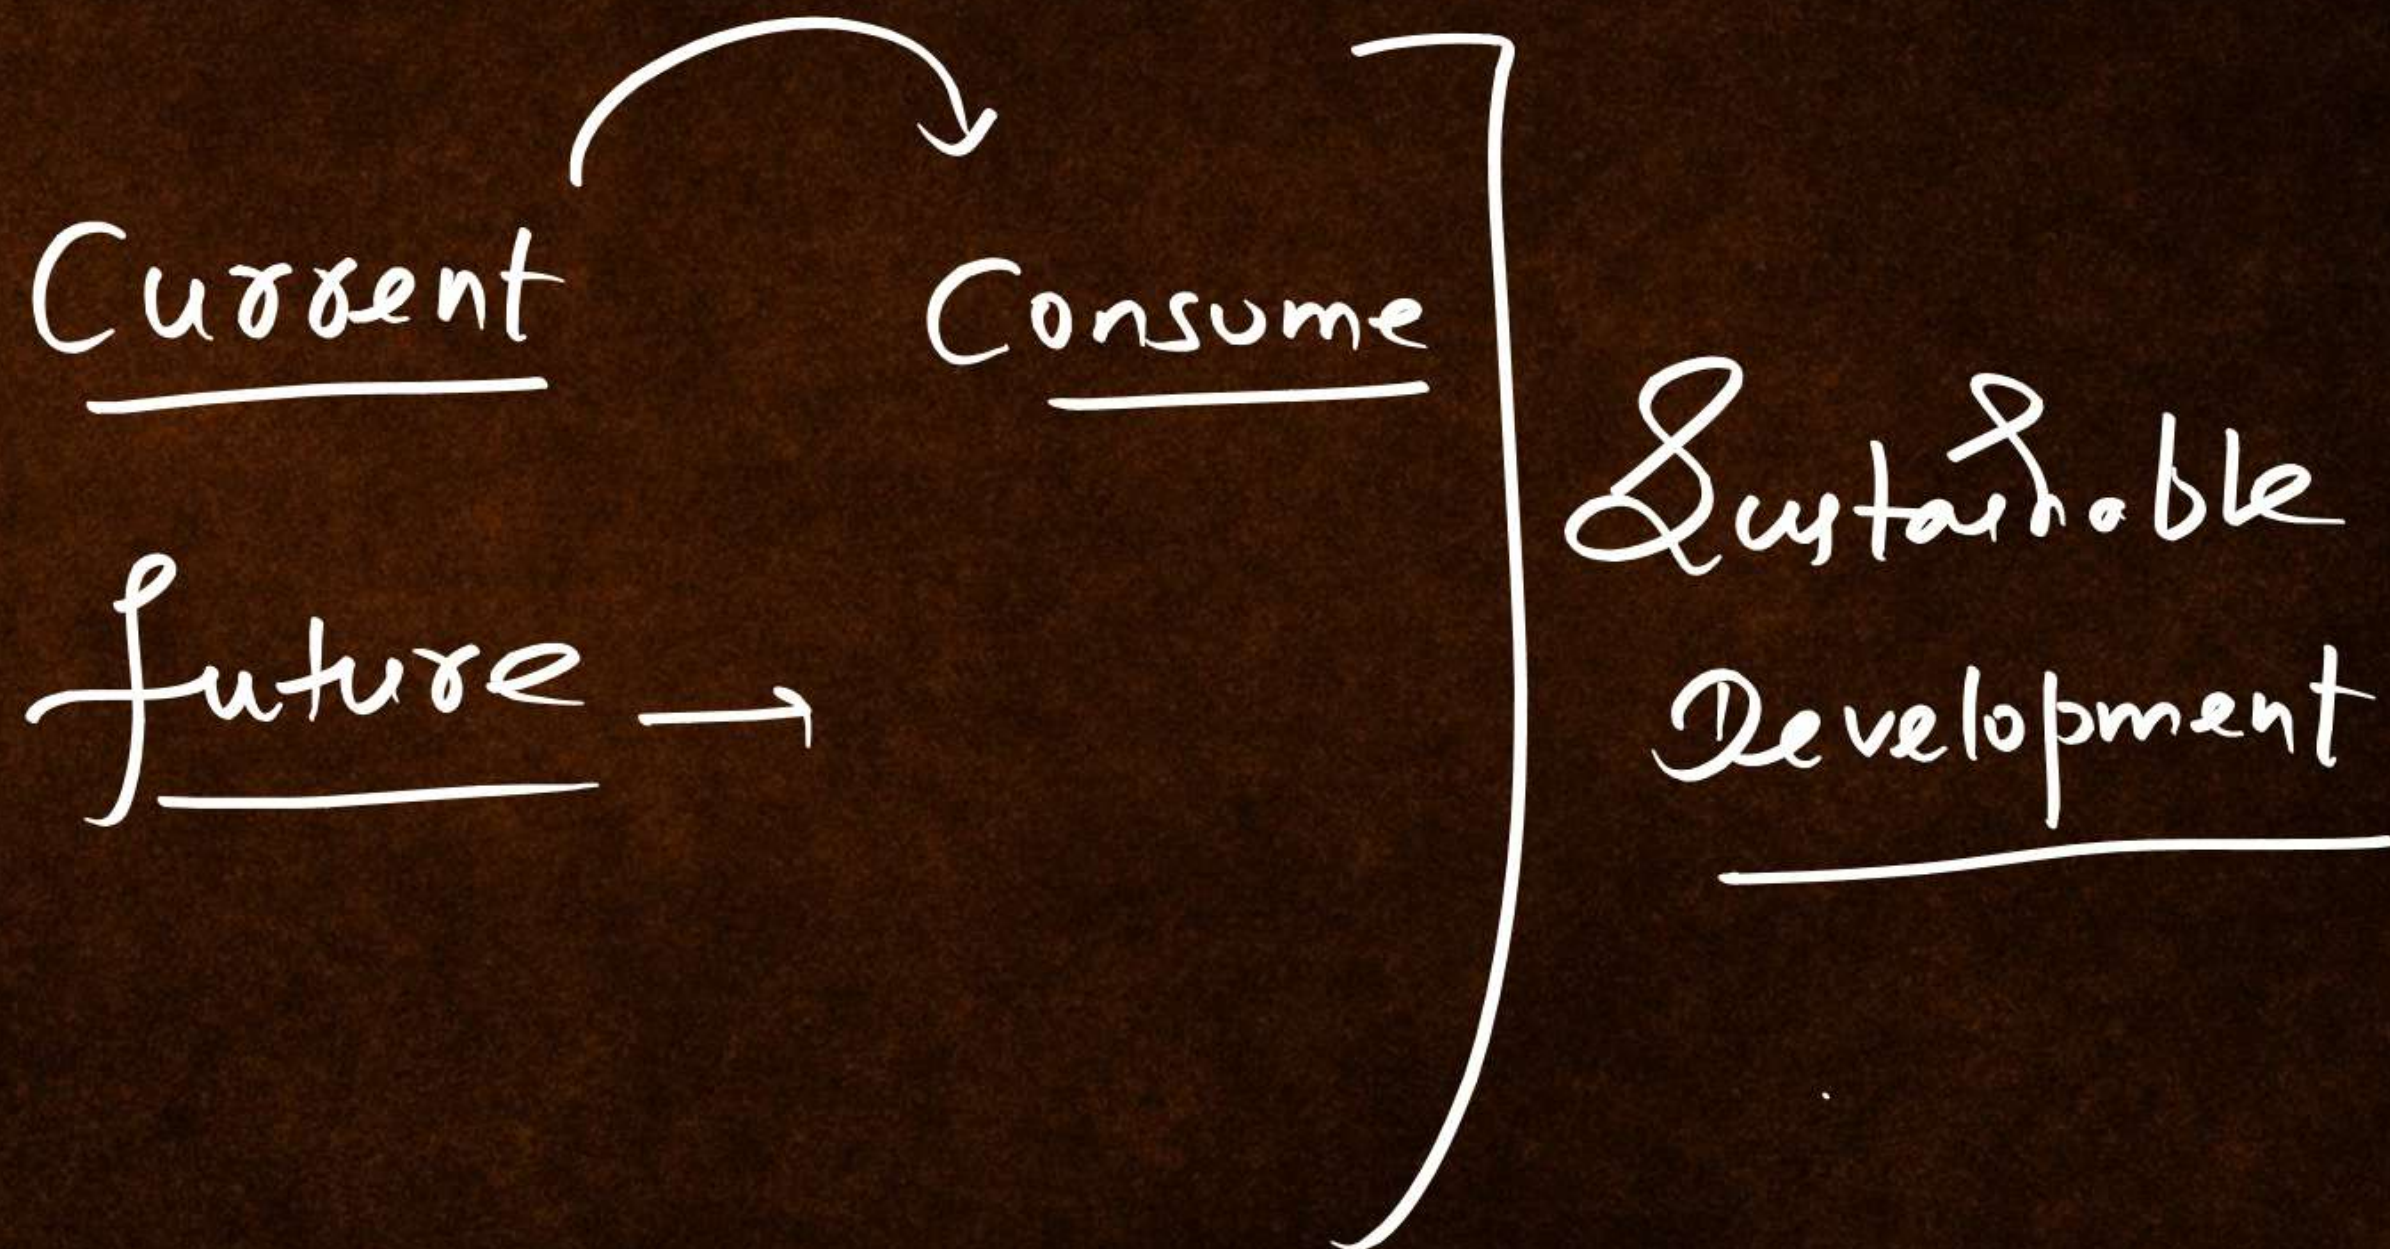 Current
Consume
future →
Sustainable
Development